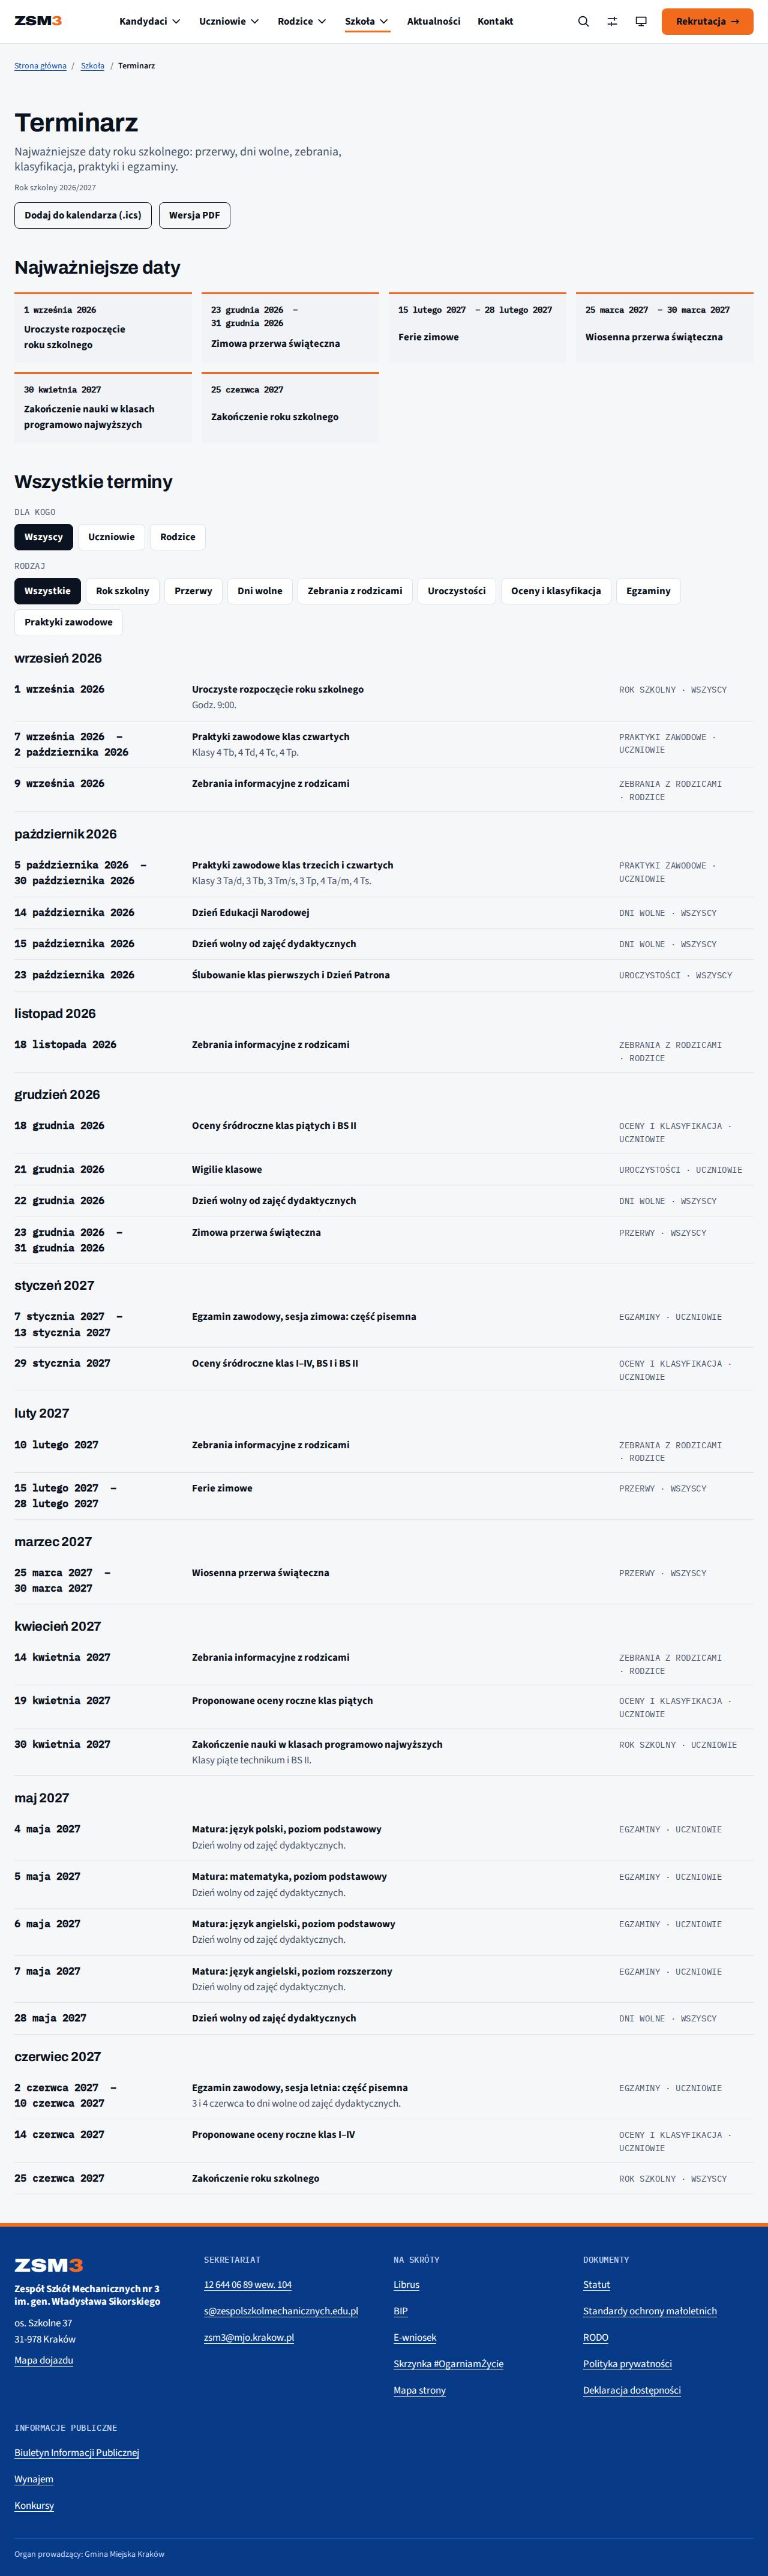 ZSM3
Kandydaci
Uczniowie
Rodzice
Szkoła
Aktualności
Kontakt
Rekrutacja →
Strona główna / Szkoła / Terminarz
Terminarz
Najważniejsze daty roku szkolnego: przerwy, dni wolne, zebrania,
klasyfikacja, praktyki i egzaminy.
Rok szkolny 2026/2027
Dodaj do kalendarza (.ics)
Wersja PDF
Najważniejsze daty
1 września 2026
Uroczyste rozpoczęcie
roku szkolnego
23 grudnia 2026 –
31 grudnia 2026
Zimowa przerwa świąteczna
15 lutego 2027 – 28 lutego 2027
Ferie zimowe
25 marca 2027 – 30 marca 2027
Wiosenna przerwa świąteczna
30 kwietnia 2027
Zakończenie nauki w klasach
programowo najwyższych
25 czerwca 2027
Zakończenie roku szkolnego
Wszystkie terminy
DLA KOGO
Wszyscy
Uczniowie
Rodzice
RODZAJ
Wszystkie
Rok szkolny
Przerwy
Dni wolne
Zebrania z rodzicami
Uroczystości
Oceny i klasyfikacja
Egzaminy
Praktyki zawodowe
wrzesień 2026
1 września 2026
Uroczyste rozpoczęcie roku szkolnego
Godz. 9:00.
ROK SZKOLNY · WSZYSCY
7 września 2026 –
2 października 2026
Praktyki zawodowe klas czwartych
Klasy 4 Tb, 4 Td, 4 Tc, 4 Tp.
PRAKTYKI ZAWODOWE ·
UCZNIOWIE
9 września 2026
Zebrania informacyjne z rodzicami
ZEBRANIA Z RODZICAMI
· RODZICE
październik 2026
5 października 2026 –
30 października 2026
Praktyki zawodowe klas trzecich i czwartych
Klasy 3 Ta/d, 3 Tb, 3 Tm/s, 3 Tp, 4 Ta/m, 4 Ts.
PRAKTYKI ZAWODOWE ·
UCZNIOWIE
14 października 2026
Dzień Edukacji Narodowej
DNI WOLNE · WSZYSCY
15 października 2026
Dzień wolny od zajęć dydaktycznych
DNI WOLNE · WSZYSCY
23 października 2026
Ślubowanie klas pierwszych i Dzień Patrona
UROCZYSTOŚCI · WSZYSCY
listopad 2026
18 listopada 2026
Zebrania informacyjne z rodzicami
ZEBRANIA Z RODZICAMI
· RODZICE
grudzień 2026
18 grudnia 2026
Oceny śródroczne klas piątych i BS II
OCENY I KLASYFIKACJA ·
UCZNIOWIE
21 grudnia 2026
Wigilie klasowe
UROCZYSTOŚCI · UCZNIOWIE
22 grudnia 2026
Dzień wolny od zajęć dydaktycznych
DNI WOLNE · WSZYSCY
23 grudnia 2026 –
31 grudnia 2026
Zimowa przerwa świąteczna
PRZERWY · WSZYSCY
styczeń 2027
7 stycznia 2027 –
13 stycznia 2027
Egzamin zawodowy, sesja zimowa: część pisemna
EGZAMINY · UCZNIOWIE
29 stycznia 2027
Oceny śródroczne klas I–IV, BS I i BS II
OCENY I KLASYFIKACJA ·
UCZNIOWIE
luty 2027
10 lutego 2027
Zebrania informacyjne z rodzicami
ZEBRANIA Z RODZICAMI
· RODZICE
15 lutego 2027 –
28 lutego 2027
Ferie zimowe
PRZERWY · WSZYSCY
marzec 2027
25 marca 2027 –
30 marca 2027
Wiosenna przerwa świąteczna
PRZERWY · WSZYSCY
kwiecień 2027
14 kwietnia 2027
Zebrania informacyjne z rodzicami
ZEBRANIA Z RODZICAMI
· RODZICE
19 kwietnia 2027
Proponowane oceny roczne klas piątych
OCENY I KLASYFIKACJA ·
UCZNIOWIE
30 kwietnia 2027
Zakończenie nauki w klasach programowo najwyższych
Klasy piąte technikum i BS II.
ROK SZKOLNY · UCZNIOWIE
maj 2027
4 maja 2027
Matura: język polski, poziom podstawowy
Dzień wolny od zajęć dydaktycznych.
EGZAMINY · UCZNIOWIE
5 maja 2027
Matura: matematyka, poziom podstawowy
Dzień wolny od zajęć dydaktycznych.
EGZAMINY · UCZNIOWIE
6 maja 2027
Matura: język angielski, poziom podstawowy
Dzień wolny od zajęć dydaktycznych.
EGZAMINY · UCZNIOWIE
7 maja 2027
Matura: język angielski, poziom rozszerzony
Dzień wolny od zajęć dydaktycznych.
EGZAMINY · UCZNIOWIE
28 maja 2027
Dzień wolny od zajęć dydaktycznych
DNI WOLNE · WSZYSCY
czerwiec 2027
2 czerwca 2027 –
10 czerwca 2027
Egzamin zawodowy, sesja letnia: część pisemna
3 i 4 czerwca to dni wolne od zajęć dydaktycznych.
EGZAMINY · UCZNIOWIE
14 czerwca 2027
Proponowane oceny roczne klas I–IV
OCENY I KLASYFIKACJA ·
UCZNIOWIE
25 czerwca 2027
Zakończenie roku szkolnego
ROK SZKOLNY · WSZYSCY
ZSM3
Zespół Szkół Mechanicznych nr 3
im. gen. Władysława Sikorskiego
os. Szkolne 37
31-978 Kraków
Mapa dojazdu
SEKRETARIAT
12 644 06 89 wew. 104
s@zespolszkolmechanicznych.edu.pl
zsm3@mjo.krakow.pl
NA SKRÓTY
Librus
BIP
E-wniosek
Skrzynka #OgarniamŻycie
Mapa strony
DOKUMENTY
Statut
Standardy ochrony małoletnich
RODO
Polityka prywatności
Deklaracja dostępności
INFORMACJE PUBLICZNE
Biuletyn Informacji Publicznej
Wynajem
Konkursy
Organ prowadzący: Gmina Miejska Kraków